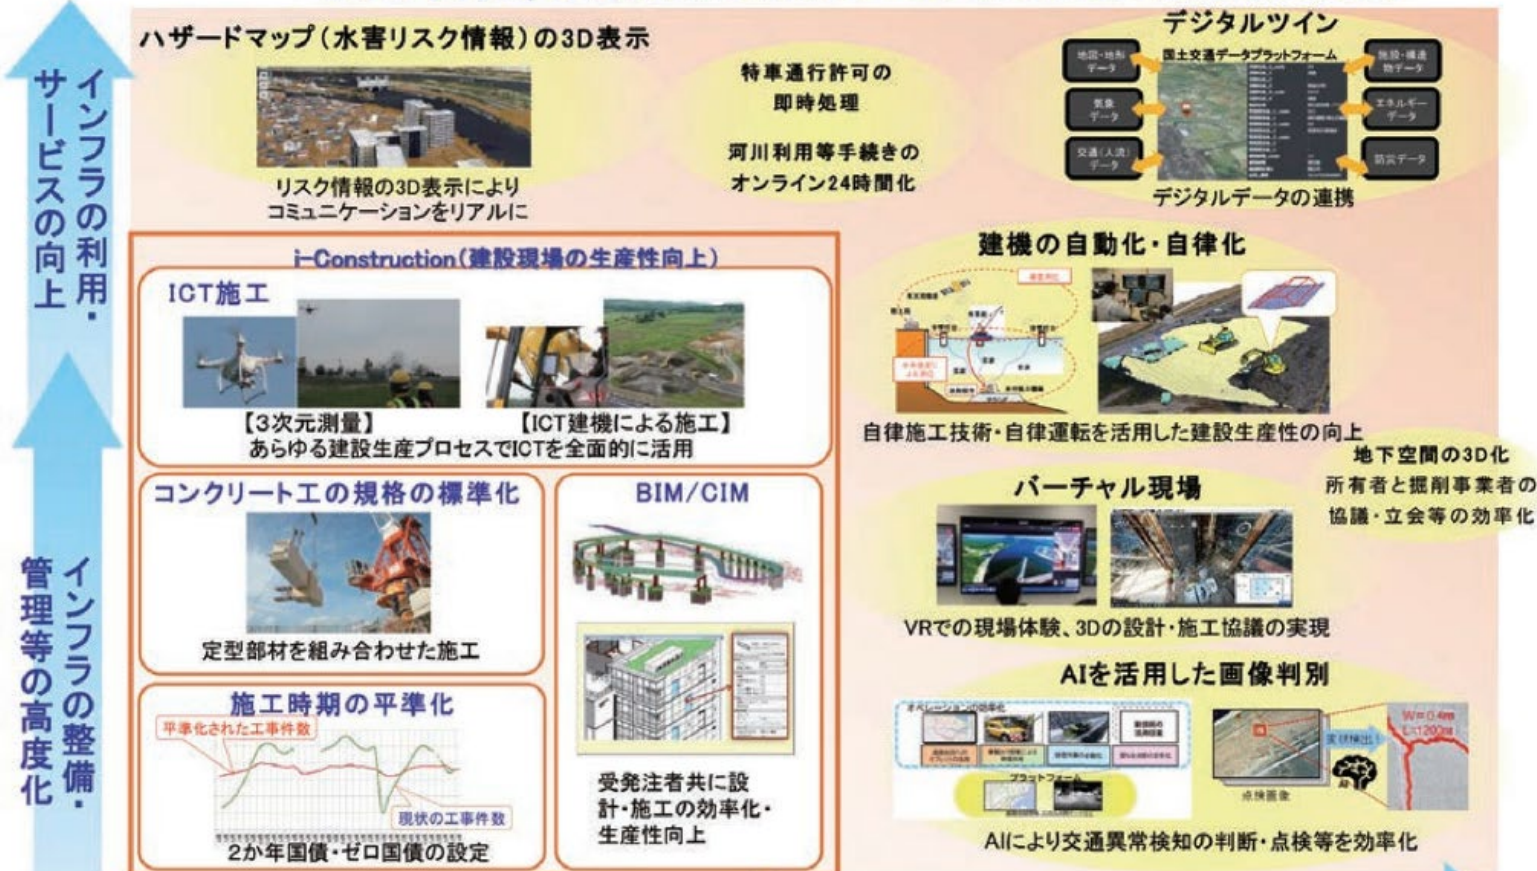 インフラの利用・
サービスの向上
インフラの整備・
管理等の高度化
ハザードマップ(水害リスク情報)の3D表示
リスク情報の3D表示により
コミュニケーションをリアルに
特車通行許可の
即時処理
河川利用等手続きの
オンライン24時間化
デジタルツイン
国土交通データプラットフォーム
地図・地形
データ
気象
データ
交通(人流)
データ
施設・構造
物データ
エネルギー
データ
防災データ
デジタルデータの連携
i-Construction(建設現場の生産性向上)
ICT施工
【3次元測量】
【ICT建機による施工】
あらゆる建設生産プロセスでICTを全面的に活用
コンクリート工の規格の標準化
定型部材を組み合わせた施工
施工時期の平準化
平準化された工事件数
現状の工事件数
2か年国債・ゼロ国債の設定
BIM/CIM
受発注者共に設
計・施工の効率化・
生産性向上
建機の自動化・自律化
自律施工技術・自律運転を活用した建設生産性の向上
地下空間の3D化
所有者と掘削事業者の
協議・立会等の効率化
バーチャル現場
VRでの現場体験、3Dの設計・施工協議の実現
AIを活用した画像判別
オペレーションの効率化
プラットフォーム
点検画像
AI
W=0.4mm
L=1200mm
AIにより交通異常検知の判断・点検等を効率化